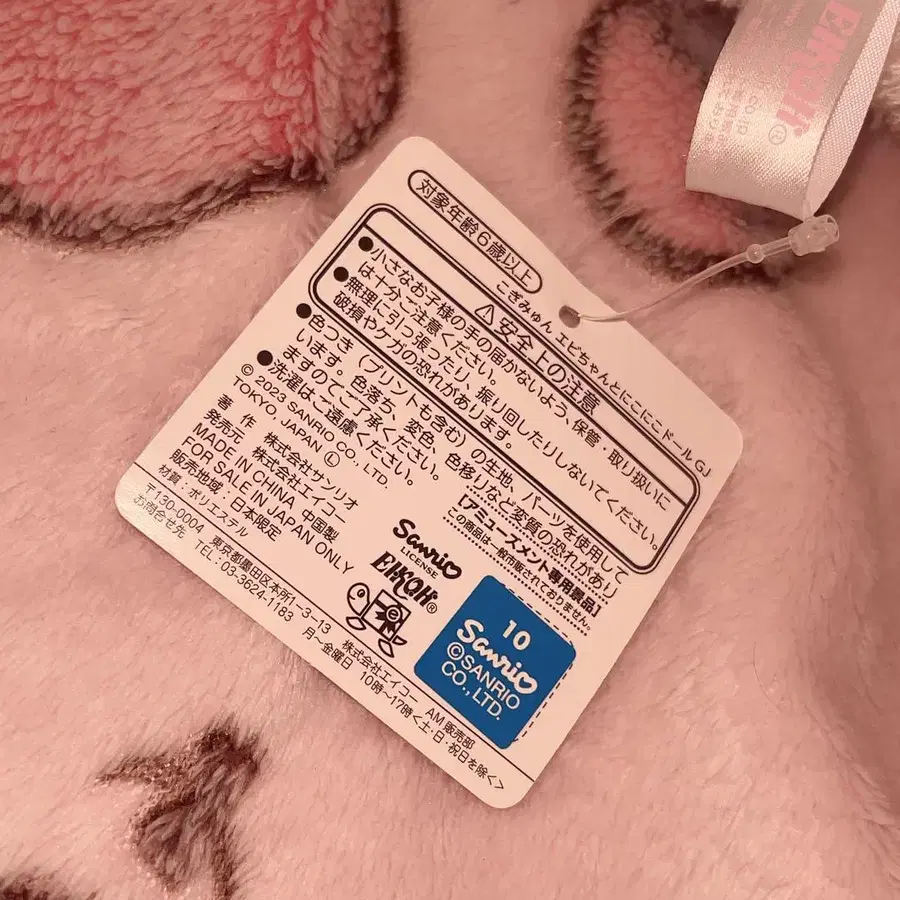 対象年齢6歳以上
こぎみゅん エビちゃんとにこにこドール GJ
⚠安全上の注意
●小さなお子様の手の届かないよう、保管・取り扱いに
は十分ご注意ください。
●無理に引っ張ったり、振り回したりしないでください。
破損やケガの恐れがあります。
●色つき(プリントも含む)の生地、パーツを使用して
います。色落ち、変色、色移りなど変質の恐れがあり
ますのでご了承ください。
●洗濯はご遠慮ください。
【アミューズメント専用景品】
この商品は一般市販されておりません。
© 2023 SANRIO CO., LTD.
TOKYO, JAPAN Ⓛ
著 作 株式会社サンリオ
発売元 株式会社エイコー
MADE IN CHINA 中国製
FOR SALE IN JAPAN ONLY
販売地域:日本限定
材質:ポリエステル
Sanrio
LICENSE
EIKOH®
10
Sanrio
©SANRIO
CO., LTD.
〒130-0004 東京都墨田区本所1-3-13 株式会社エイコー AM販売部
お問合せ先 TEL:03-3624-1183 月〜金曜日 10時〜17時<土・日・祝日を除く>
EIKOH®